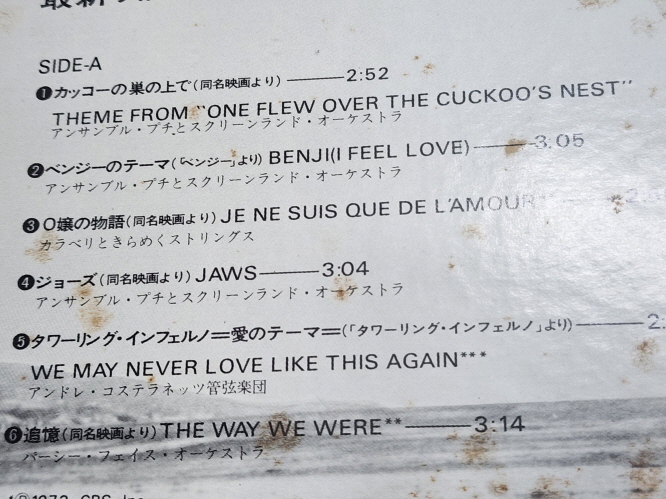 最新
SIDE-A
❶カッコーの巣の上で(同名映画より)———2:52
THEME FROM "ONE FLEW OVER THE CUCKOO'S NEST"
アンサンブル・プチとスクリーンランド・オーケストラ
❷ベンジーのテーマ(「ベンジー」より) BENJI(I FEEL LOVE)———3:05
アンサンブル・プチとスクリーンランド・オーケストラ
❸O嬢の物語(同名映画より) JE NE SUIS QUE DE L'AMOUR
カラベリときらめくストリングス
❹ジョーズ(同名映画より) JAWS———3:04
アンサンブル・プチとスクリーンランド・オーケストラ
❺タワーリング・インフェルノ=愛のテーマ=(「タワーリング・インフェルノ」より)———2:
WE MAY NEVER LOVE LIKE THIS AGAIN***
アンドレ・コステラネッツ管弦楽団
❻追憶(同名映画より) THE WAY WE WERE**———3:14
パーシー・フェイス・オーケストラ
CBS, Inc.